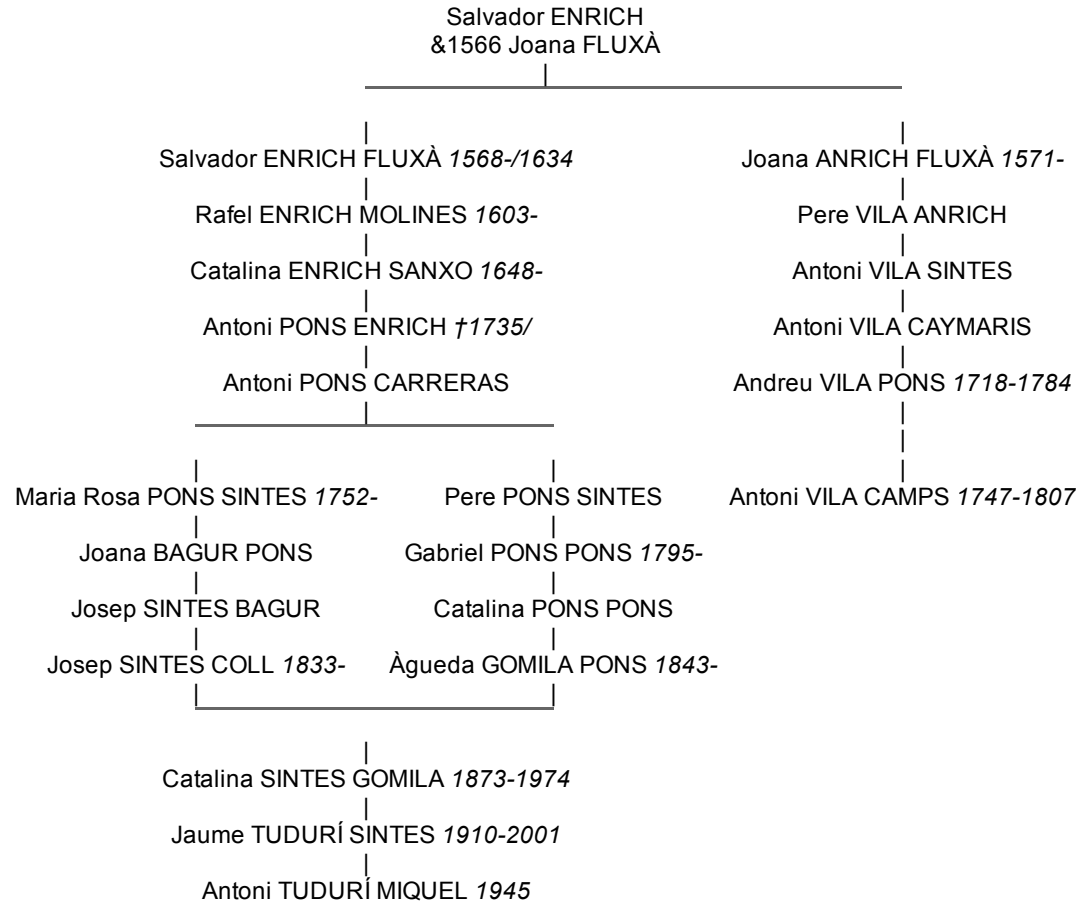 Salvador ENRICH
&1566 Joana FLUXÀ
Salvador ENRICH FLUXÀ 1568-/1634
Joana ANRICH FLUXÀ 1571-
Rafel ENRICH MOLINES 1603-
Pere VILA ANRICH
Catalina ENRICH SANXO 1648-
Antoni VILA SINTES
Antoni PONS ENRICH †1735/
Antoni VILA CAYMARIS
Antoni PONS CARRERAS
Andreu VILA PONS 1718-1784
Maria Rosa PONS SINTES 1752-
Pere PONS SINTES
Antoni VILA CAMPS 1747-1807
Joana BAGUR PONS
Gabriel PONS PONS 1795-
Josep SINTES BAGUR
Catalina PONS PONS
Josep SINTES COLL 1833-
Àgueda GOMILA PONS 1843-
Catalina SINTES GOMILA 1873-1974
Jaume TUDURÍ SINTES 1910-2001
Antoni TUDURÍ MIQUEL 1945